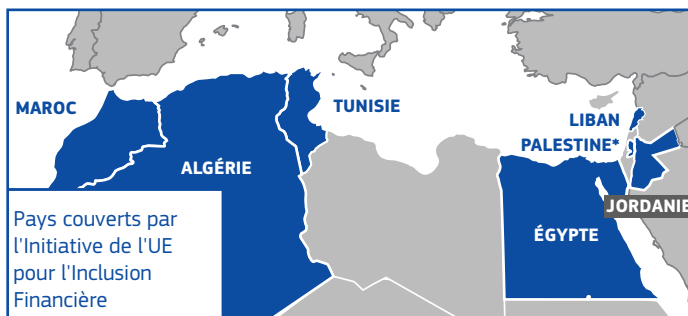 MAROC
TUNISIE
LIBAN
PALESTINE*
ALGÉRIE
JORDANIE
ÉGYPTE
Pays couverts par
l'Initiative de l'UE
pour l'Inclusion
Financière